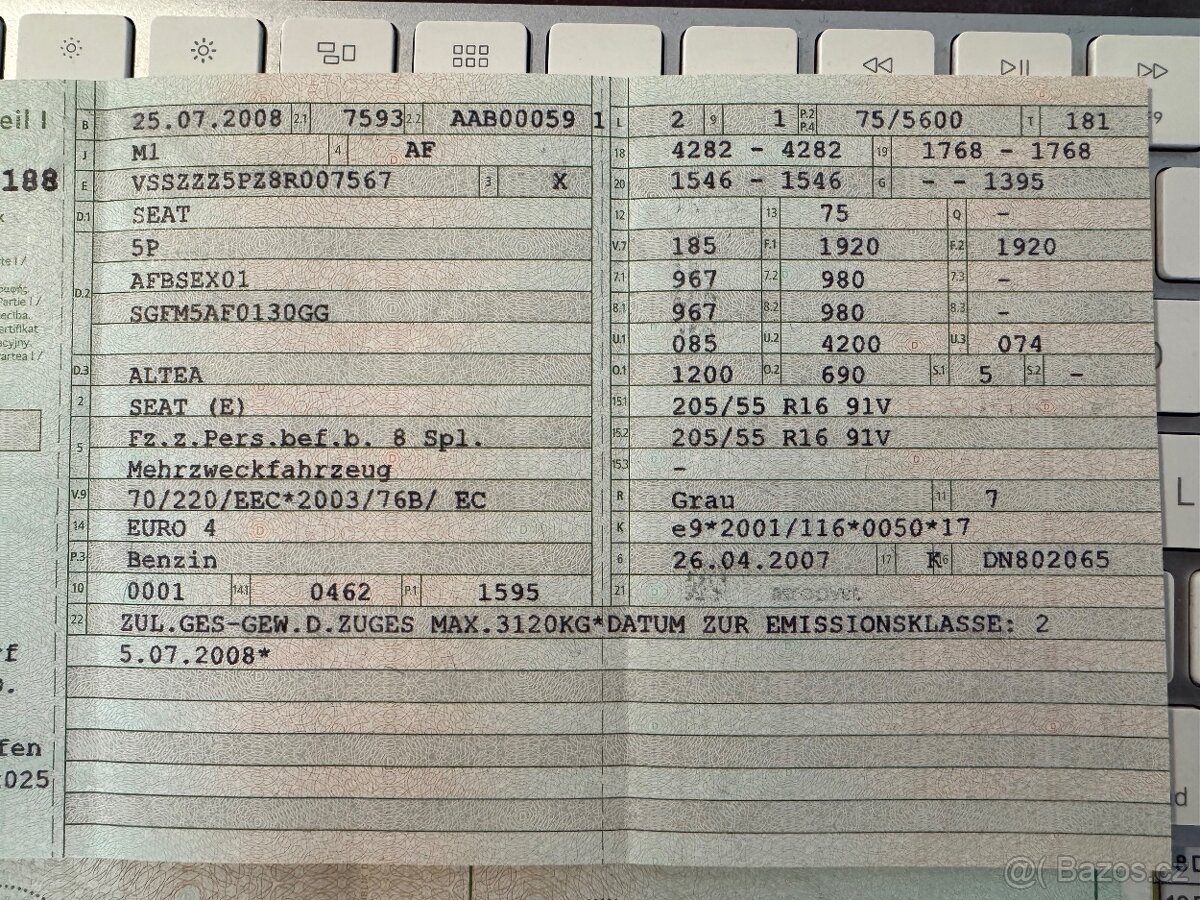 eil I
188
025
fen
B 25.07.2008 2.1 7593 2.2 AAB00059 1
J M1 4 AF
E VSSZZZ5PZ8R007567 3 X
D.1 SEAT
5P
D.2 AFBSEX01
SGFM5AF0130GG
D.3 ALTEA
2 SEAT (E)
5 Fz.z.Pers.bef.b. 8 Spl.
Mehrzweckfahrzeug
V.9 70/220/EEC*2003/76B/ EC
14 EURO 4
P.3 Benzin
10 0001 14.1 0462 P.1 1595
L 2 9 1 P.2 P.4 75/5600 T 181
18 4282 - 4282 19 1768 - 1768
20 1546 - 1546 G - - 1395
12 13 75 Q -
V.7 185 F.1 1920 F.2 1920
7.1 967 7.2 980 7.3 -
8.1 967 8.2 980 8.3 -
U.1 085 U.2 4200 U.3 074
O.1 1200 O.2 690 S.1 5 S.2 -
15.1 205/55 R16 91V
15.2 205/55 R16 91V
15.3 -
R Grau 11 7
K e9*2001/116*0050*17
6 26.04.2007 17 K 16 DN802065
21
22 ZUL.GES-GEW.D.ZUGES MAX.3120KG*DATUM ZUR EMISSIONSKLASSE: 2
5.07.2008*
F9
L
d
@( Bazos.cz